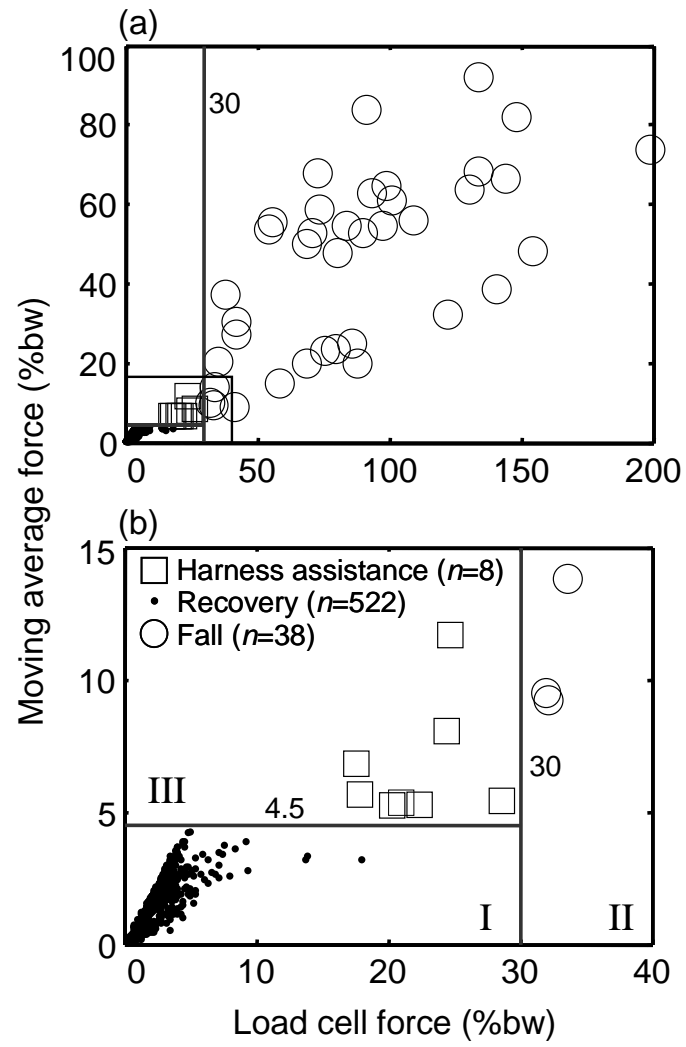 (a)
100
80
60
40
20
0
30
0 50 100 150 200
Moving average force (%bw)
(b)
15
10
5
0
Harness assistance (n=8)
Recovery (n=522)
Fall (n=38)
III
4.5
30
I
II
0 10 20 30 40
Load cell force (%bw)